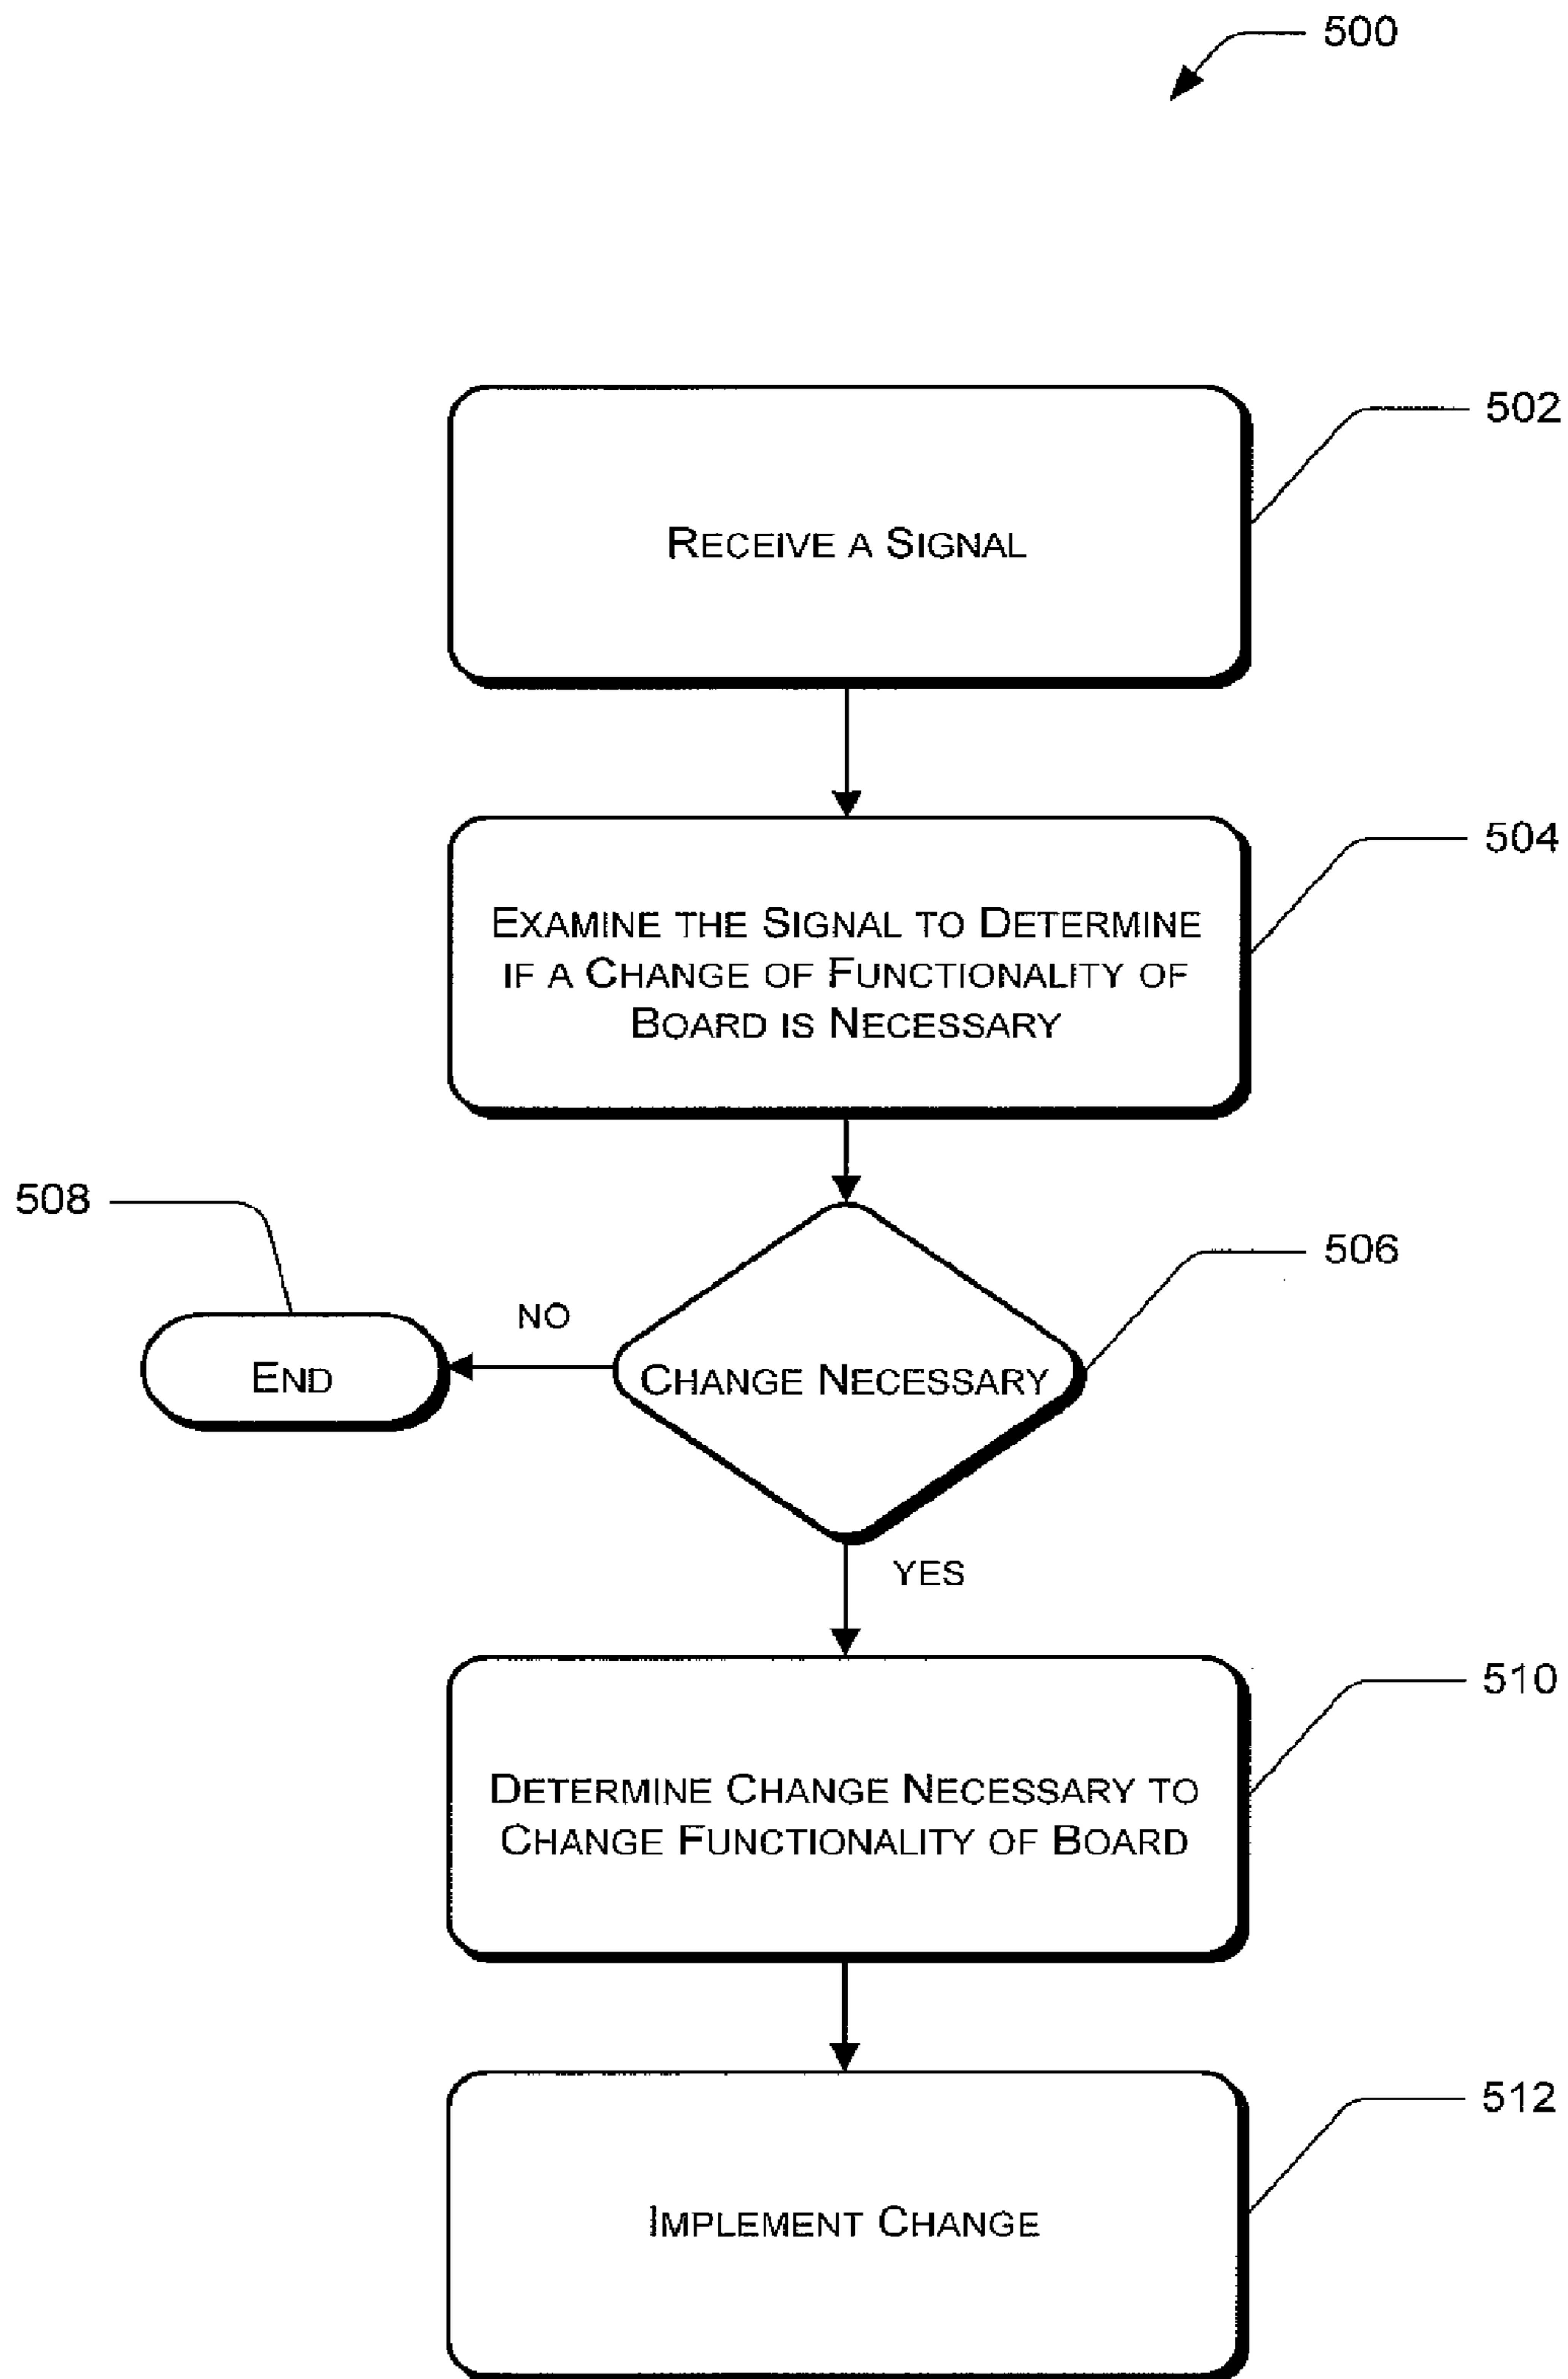 500
502
RECEIVE A SIGNAL
504
EXAMINE THE SIGNAL TO DETERMINE
IF A CHANGE OF FUNCTIONALITY OF
BOARD IS NECESSARY
508
506
NO
END
CHANGE NECESSARY
YES
510
DETERMINE CHANGE NECESSARY TO
CHANGE FUNCTIONALITY OF BOARD
512
IMPLEMENT CHANGE